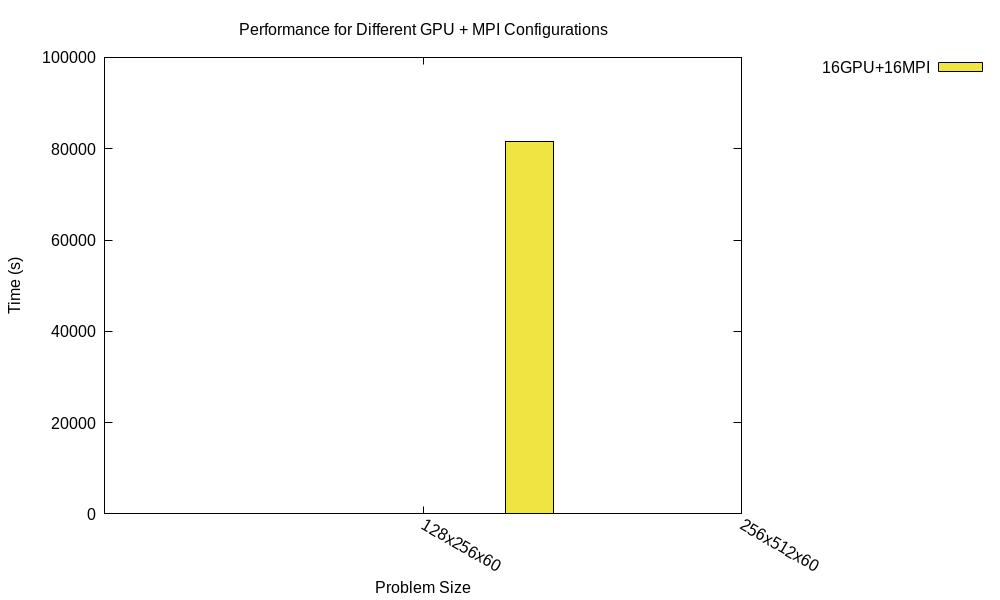 Performance for Different GPU + MPI Configurations
16GPU+16MPI
100000
80000
60000
40000
20000
0
Time (s)
128x256x60
256x512x60
Problem Size